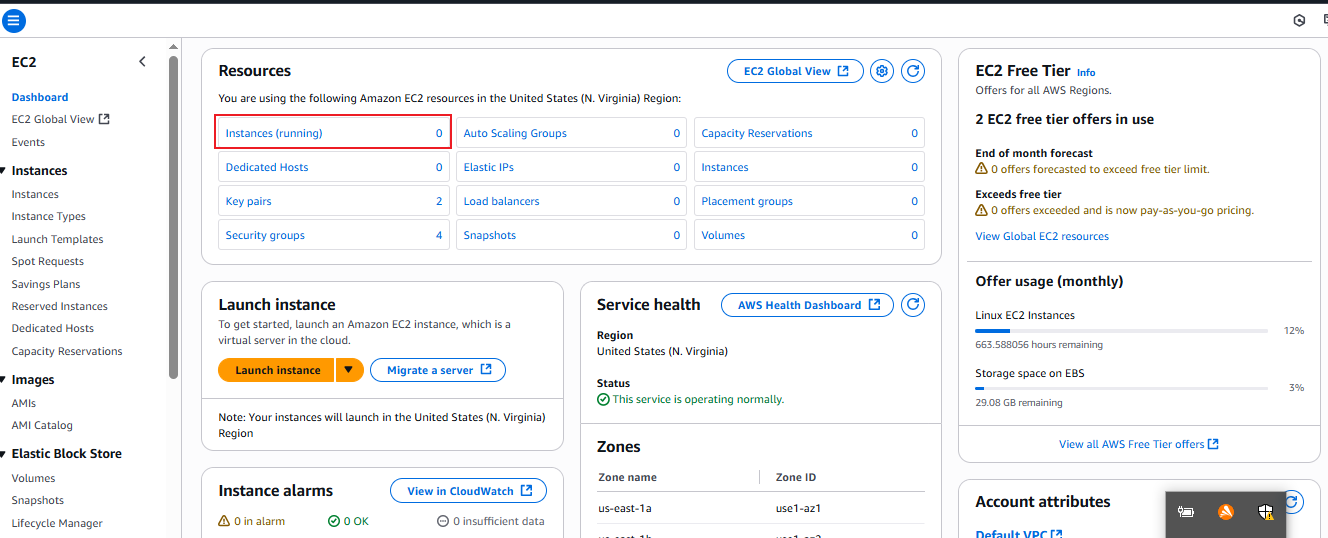 EC2
Dashboard
EC2 Global View
Events
Instances
Instances
Instance Types
Launch Templates
Spot Requests
Savings Plans
Reserved Instances
Dedicated Hosts
Capacity Reservations
Images
AMIs
AMI Catalog
Elastic Block Store
Volumes
Snapshots
Lifecycle Manager
Resources
EC2 Global View
You are using the following Amazon EC2 resources in the United States (N. Virginia) Region:
Instances (running) 0
Auto Scaling Groups 0
Capacity Reservations 0
Dedicated Hosts 0
Elastic IPs 0
Instances 0
Key pairs 2
Load balancers 0
Placement groups 0
Security groups 4
Snapshots 0
Volumes 0
Launch instance
To get started, launch an Amazon EC2 instance, which is a
virtual server in the cloud.
Launch instance
Migrate a server
Note: Your instances will launch in the United States (N. Virginia)
Region
Instance alarms
View in CloudWatch
0 in alarm
0 OK
0 insufficient data
Service health
AWS Health Dashboard
Region
United States (N. Virginia)
Status
This service is operating normally.
Zones
Zone name
Zone ID
us-east-1a
use1-az1
EC2 Free Tier Info
Offers for all AWS Regions.
2 EC2 free tier offers in use
End of month forecast
0 offers forecasted to exceed free tier limit.
Exceeds free tier
0 offers exceeded and is now pay-as-you-go pricing.
View Global EC2 resources
Offer usage (monthly)
Linux EC2 Instances
12%
663.588056 hours remaining
Storage space on EBS
3%
29.08 GB remaining
View all AWS Free Tier offers
Account attributes
Default VPC